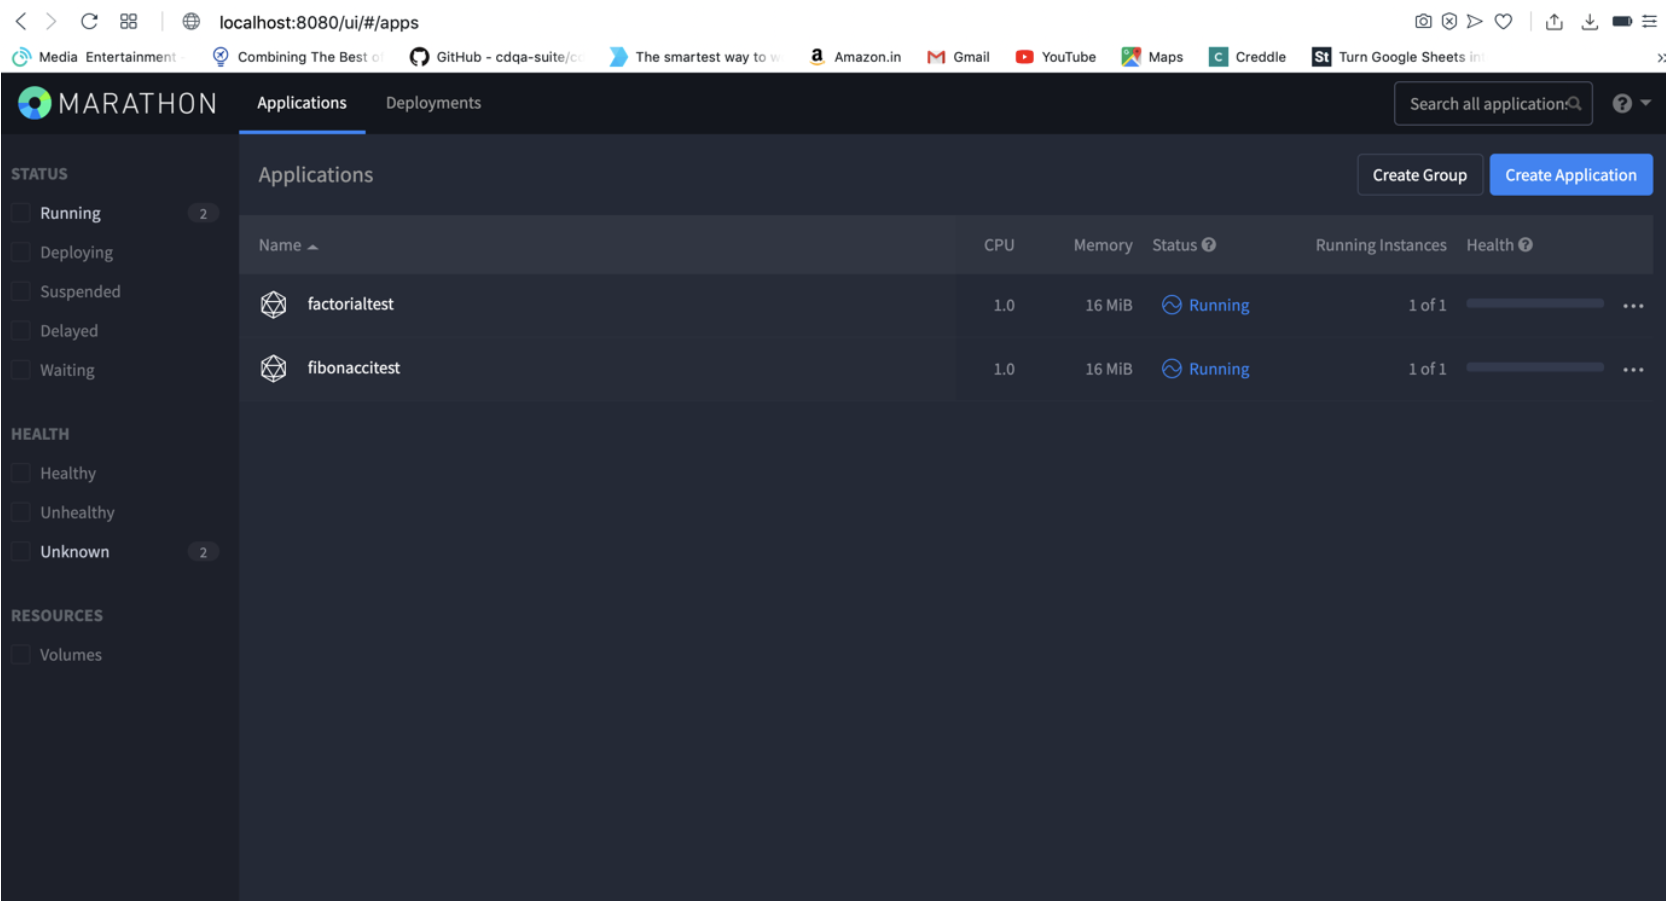 localhost:8080/ui/#/apps
Media Entertainment - Combining The Best o GitHub - cdqa-suite/c The smartest way to w Amazon.in Gmail YouTube Maps Creddle Turn Google Sheets in
MARATHON Applications Deployments Search all applications
STATUS
Running 2
Deploying
Suspended
Delayed
Waiting
HEALTH
Healthy
Unhealthy
Unknown 2
RESOURCES
Volumes
Applications Create Group Create Application
Name CPU Memory Status Running Instances Health
factorialtest 1.0 16 MiB Running 1 of 1
fibonaccitest 1.0 16 MiB Running 1 of 1